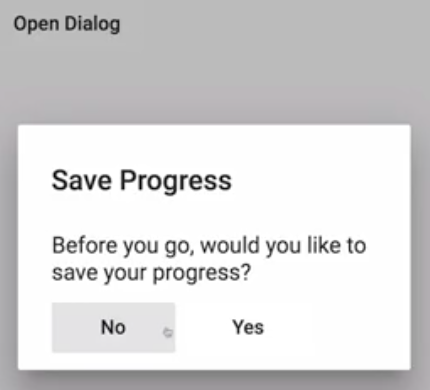 Open Dialog
Save Progress
Before you go, would you like to
save your progress?
No Yes